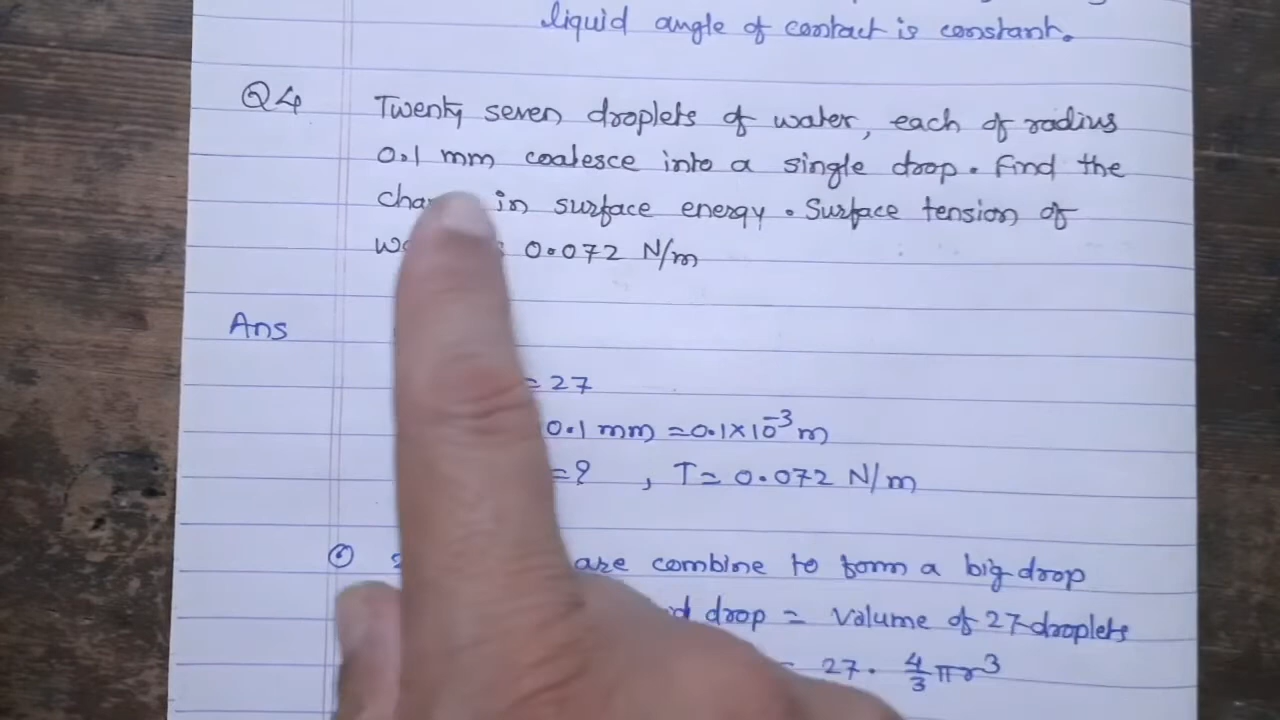 liquid angle of contact is constant.
Q4 Twenty seven droplets of water, each of radius
0.1 mm coalesce into a single drop. Find the
in surface energy. Surface tension of
0.072 N/m
Ans
= 27
0.1 mm = 0.1×10⁻³ m
= ? , T = 0.072 N/m
are combine to form a big drop
drop = Volume of 27 droplets
27. 4/3 πr³